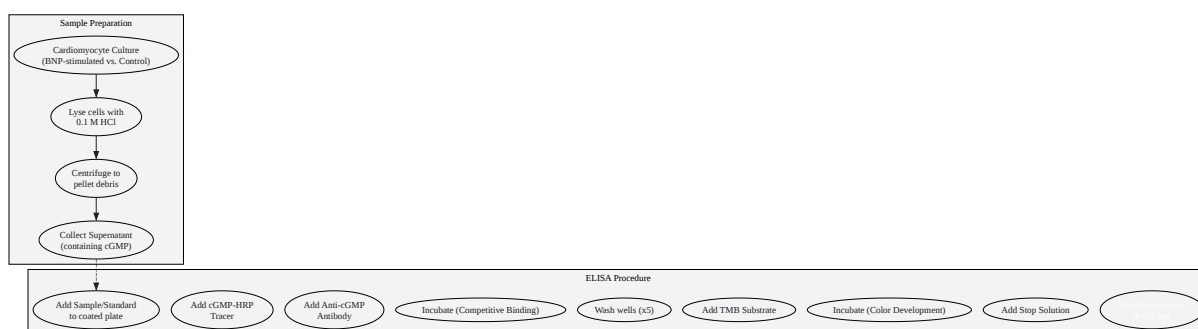 Sample Preparation
Cardiomyocyte Culture
(BNP-stimulated vs. Control)
Lyse cells with
0.1 M HCl
Centrifuge to
pellet debris
Collect Supernatant
(containing cGMP)
ELISA Procedure
Add Sample/Standard
to coated plate
Add cGMP-HRP
Tracer
Add Anti-cGMP
Antibody
Incubate (Competitive Binding)
Wash wells (x5)
Add TMB Substrate
Incubate (Color Development)
Add Stop Solution